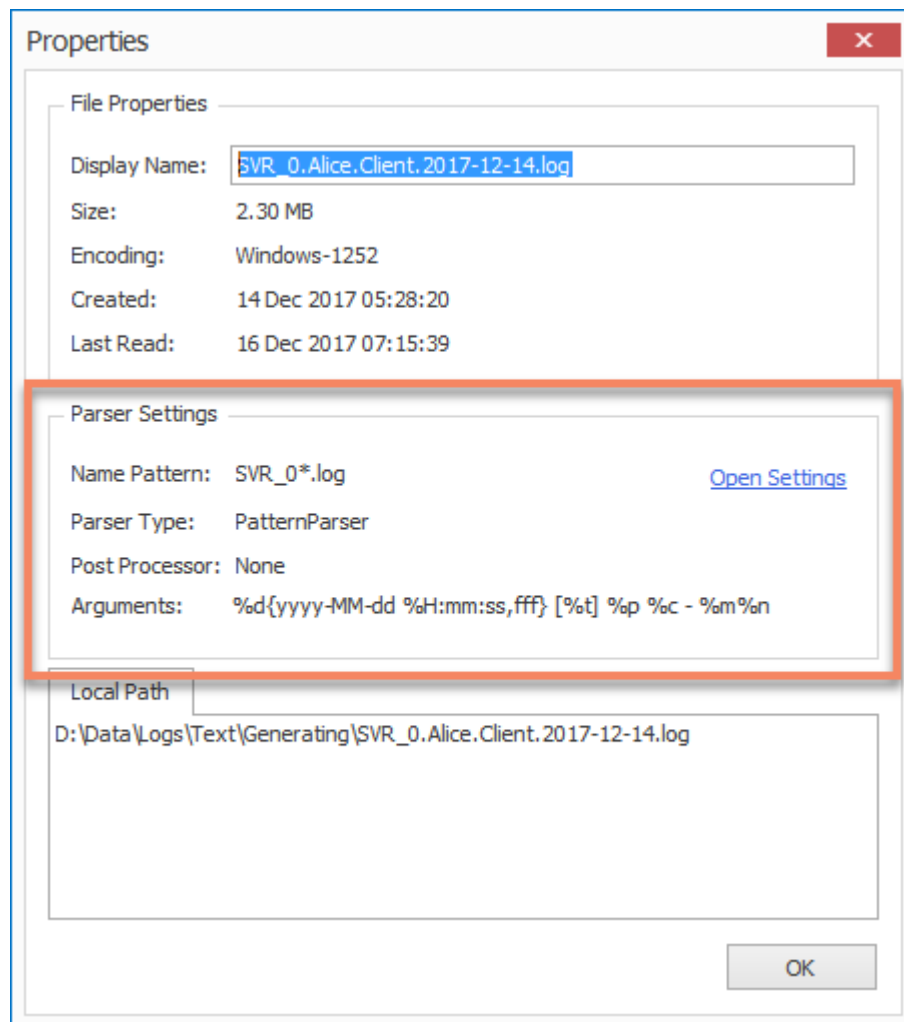 Properties
File Properties
Display Name: SVR_0.Alice.Client.2017-12-14.log
Size: 2.30 MB
Encoding: Windows-1252
Created: 14 Dec 2017 05:28:20
Last Read: 16 Dec 2017 07:15:39
Parser Settings
Name Pattern: SVR_0*.log Open Settings
Parser Type: PatternParser
Post Processor: None
Arguments: %d{yyyy-MM-dd %H:mm:ss,fff} [%t] %p %c - %m%n
Local Path
D:\Data\Logs\Text\Generating\SVR_0.Alice.Client.2017-12-14.log
OK